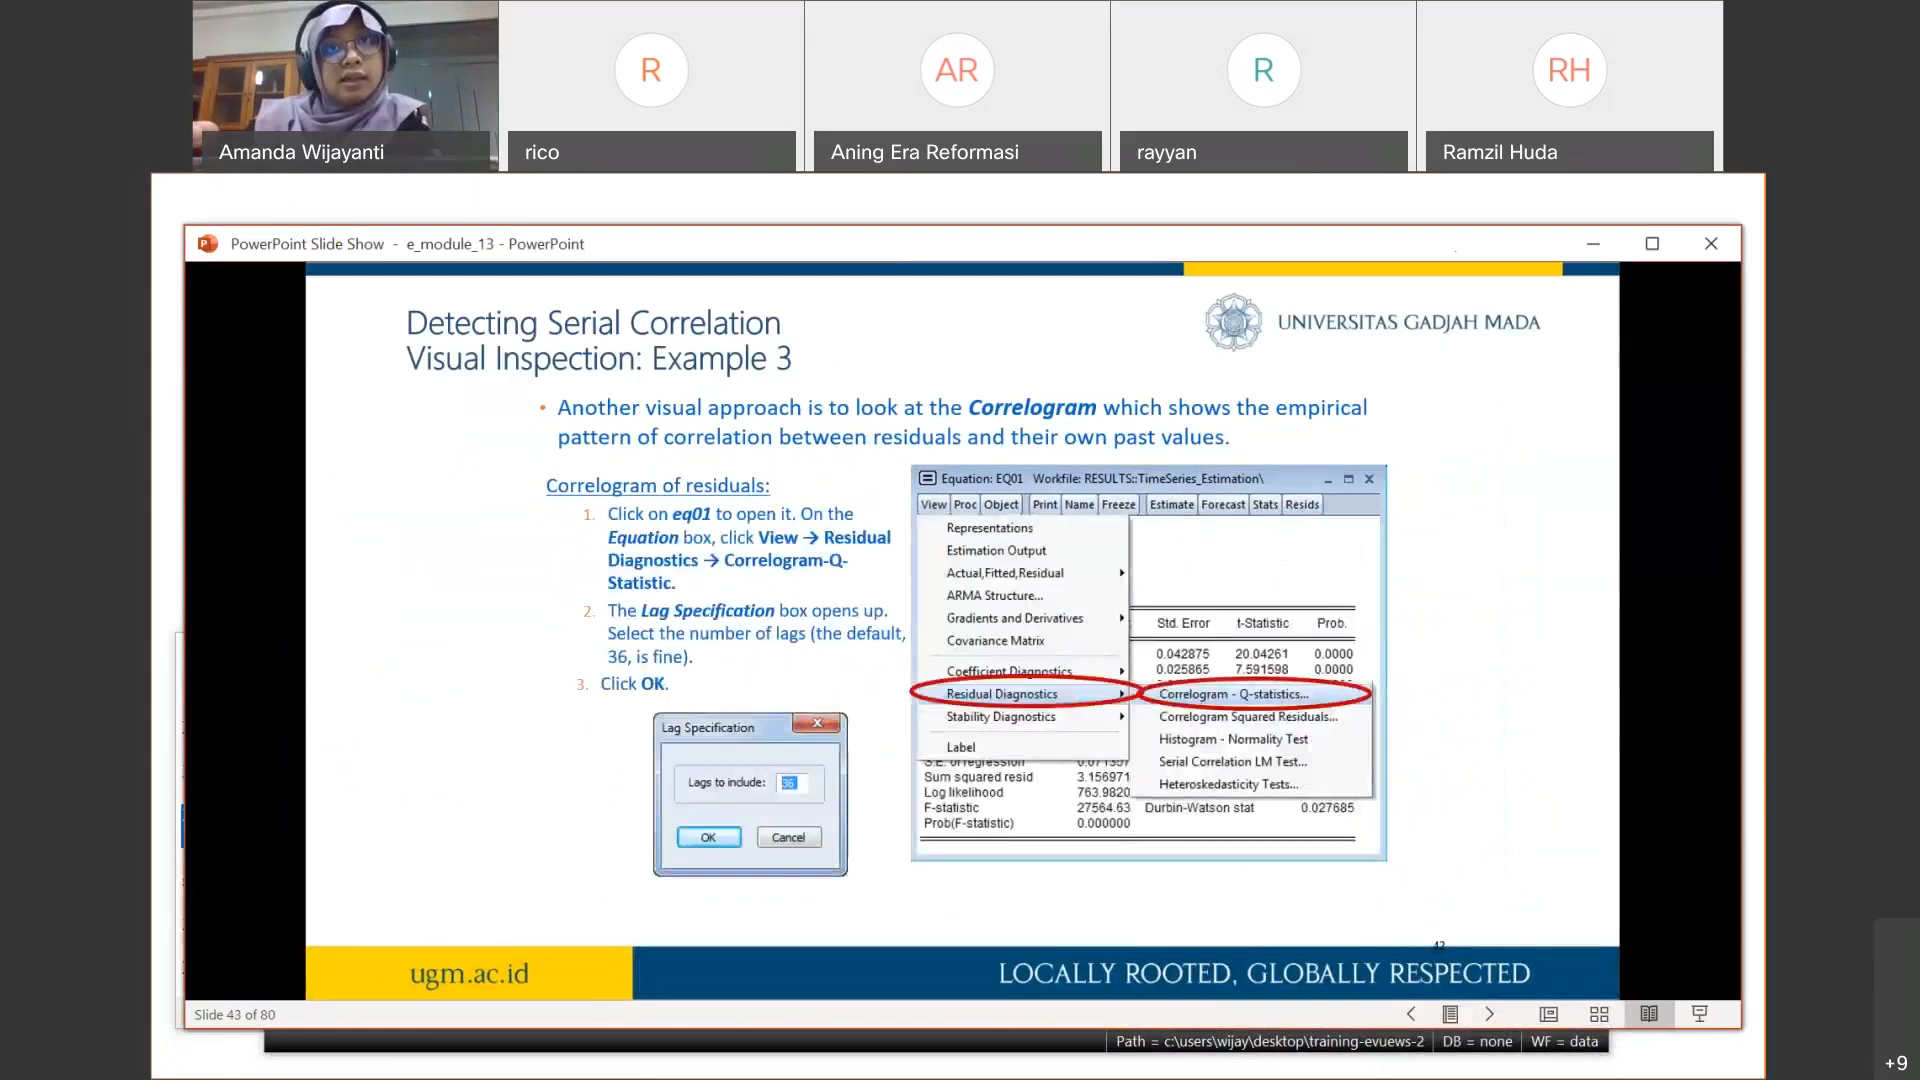 R
AR
R
RH
Amanda Wijayanti
rico
Aning Era Reformasi
rayyan
Ramzil Huda
PowerPoint Slide Show - e_module_13 - PowerPoint
Detecting Serial Correlation
Visual Inspection: Example 3
UNIVERSITAS GADJAH MADA
• Another visual approach is to look at the Correlogram which shows the empirical
pattern of correlation between residuals and their own past values.
Correlogram of residuals:
1. Click on eq01 to open it. On the
Equation box, click View → Residual
Diagnostics → Correlogram-Q-
Statistic.
2. The Lag Specification box opens up.
Select the number of lags (the default,
36, is fine).
3. Click OK.
Lag Specification
Lags to include: 36
OK Cancel
Equation: EQ01 Workfile: RESULTS::TimeSeries_Estimation\
View Proc Object Print Name Freeze Estimate Forecast Stats Resids
Representations
Estimation Output
Actual,Fitted,Residual
ARMA Structure...
Gradients and Derivatives
Covariance Matrix
Coefficient Diagnostics
Residual Diagnostics
Stability Diagnostics
Label
Std. Error t-Statistic Prob.
0.042875 20.04261 0.0000
0.025865 7.591598 0.0000
Correlogram - Q-statistics...
Correlogram Squared Residuals...
Histogram - Normality Test
Serial Correlation LM Test...
Heteroskedasticity Tests...
S.E. of regression 0.071397
Sum squared resid 3.156971
Log likelihood 763.9820
F-statistic 27564.63 Durbin-Watson stat 0.027685
Prob(F-statistic) 0.000000
42
ugm.ac.id
LOCALLY ROOTED, GLOBALLY RESPECTED
Slide 43 of 80
Path = c:\users\wijay\desktop\training-evuews-2 DB = none WF = data
+9